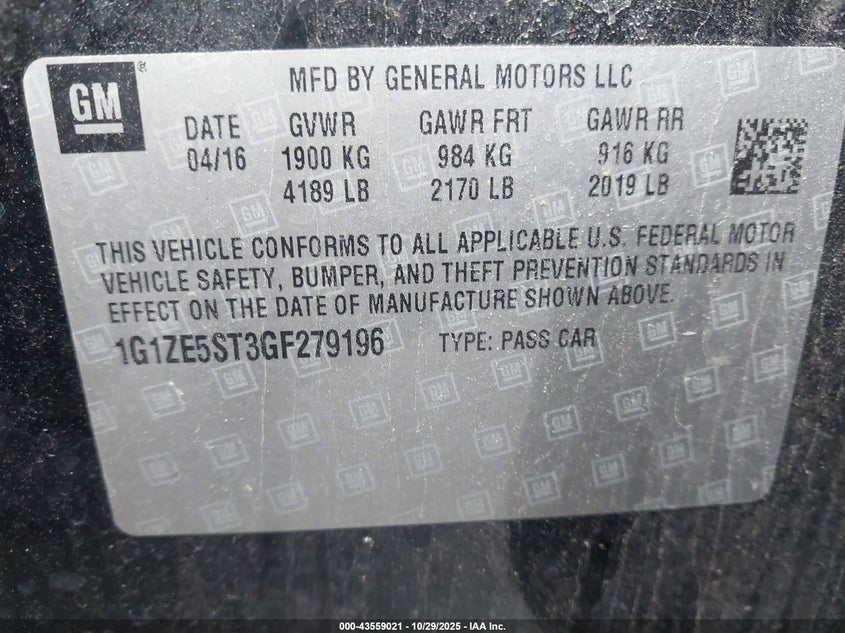 GM ®
MFD BY GENERAL MOTORS LLC
DATE GVWR GAWR FRT GAWR RR
04/16 1900 KG 984 KG 916 KG
4189 LB 2170 LB 2019 LB
THIS VEHICLE CONFORMS TO ALL APPLICABLE U.S. FEDERAL MOTOR
VEHICLE SAFETY, BUMPER, AND THEFT PREVENTION STANDARDS IN
EFFECT ON THE DATE OF MANUFACTURE SHOWN ABOVE.
1G1ZE5ST3GF279196 TYPE: PASS CAR
000-43559021 - 10/29/2025 - IAA Inc.